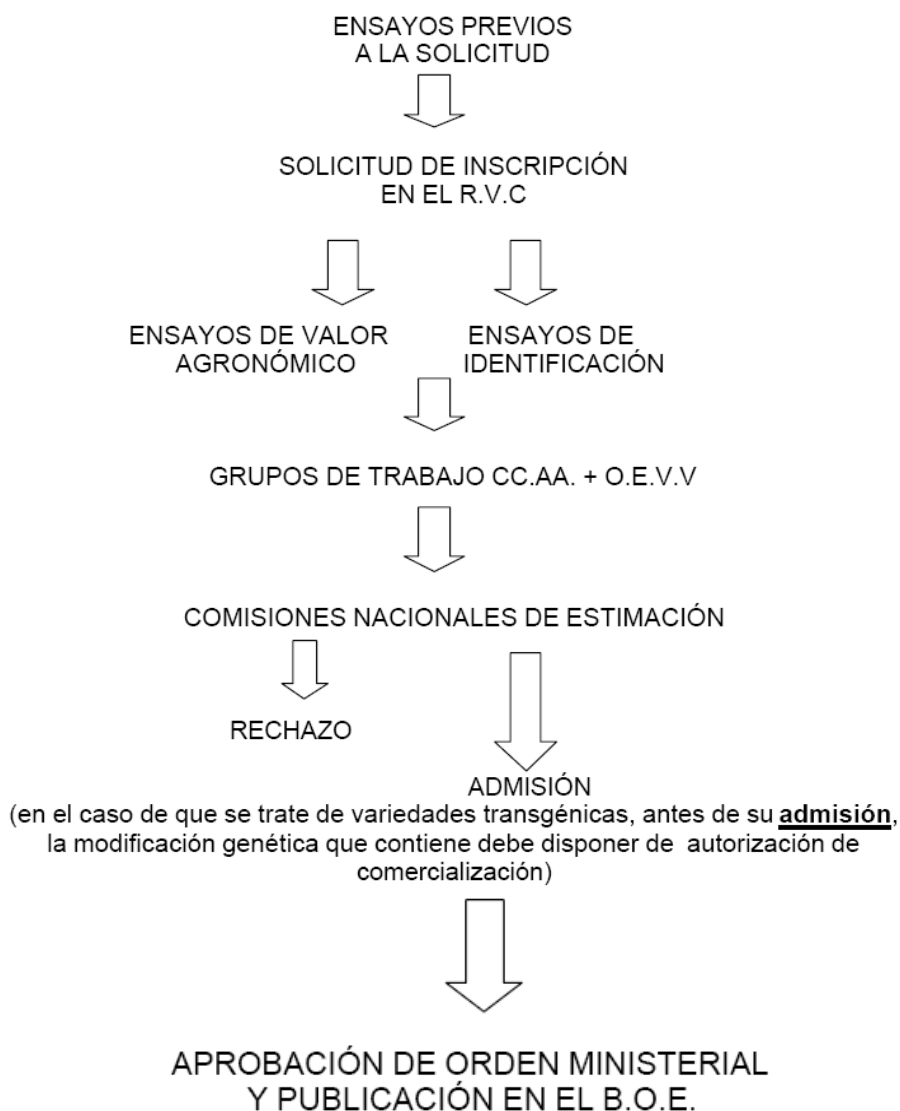 ENSAYOS PREVIOS
A LA SOLICITUD
SOLICITUD DE INSCRIPCIÓN
EN EL R.V.C
ENSAYOS DE VALOR
AGRONÓMICO
ENSAYOS DE
IDENTIFICACIÓN
GRUPOS DE TRABAJO CC.AA. + O.E.V.V
COMISIONES NACIONALES DE ESTIMACIÓN
RECHAZO
ADMISIÓN
(en el caso de que se trate de variedades transgénicas, antes de su admisión,
la modificación genética que contiene debe disponer de autorización de
comercialización)
APROBACIÓN DE ORDEN MINISTERIAL
Y PUBLICACIÓN EN EL B.O.E.